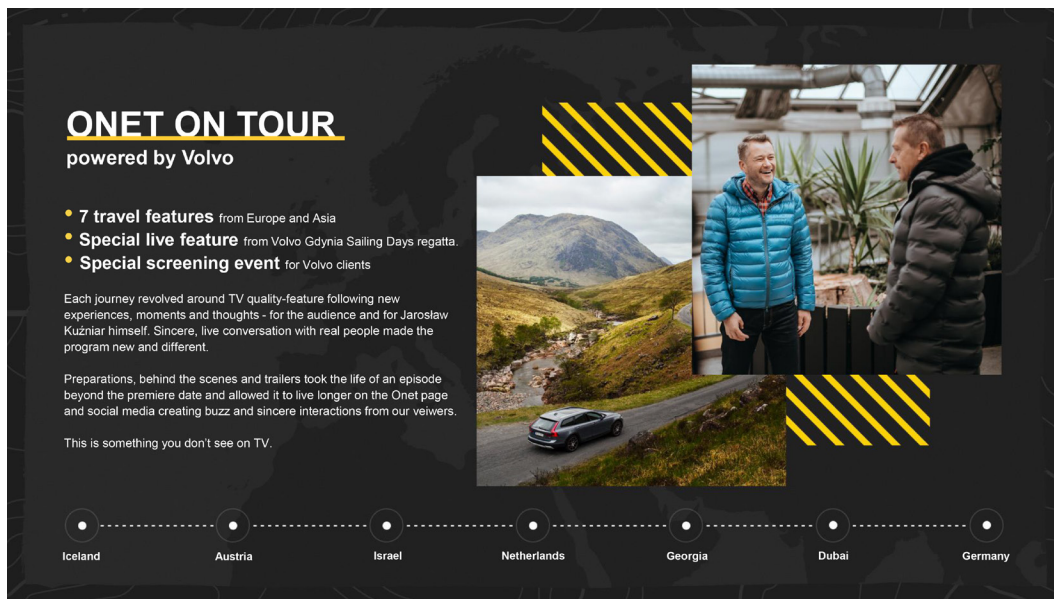 ONET ON TOUR
powered by Volvo
• 7 travel features from Europe and Asia
• Special live feature from Volvo Gdynia Sailing Days regatta.
• Special screening event for Volvo clients
Each journey revolved around TV quality-feature following new
experiences, moments and thoughts - for the audience and for Jarosław
Kuźniar himself. Sincere, live conversation with real people made the
program new and different.
Preparations, behind the scenes and trailers took the life of an episode
beyond the premiere date and allowed it to live longer on the Onet page
and social media creating buzz and sincere interactions from our veiwers.
This is something you don't see on TV.
Iceland Austria Israel Netherlands Georgia Dubai Germany